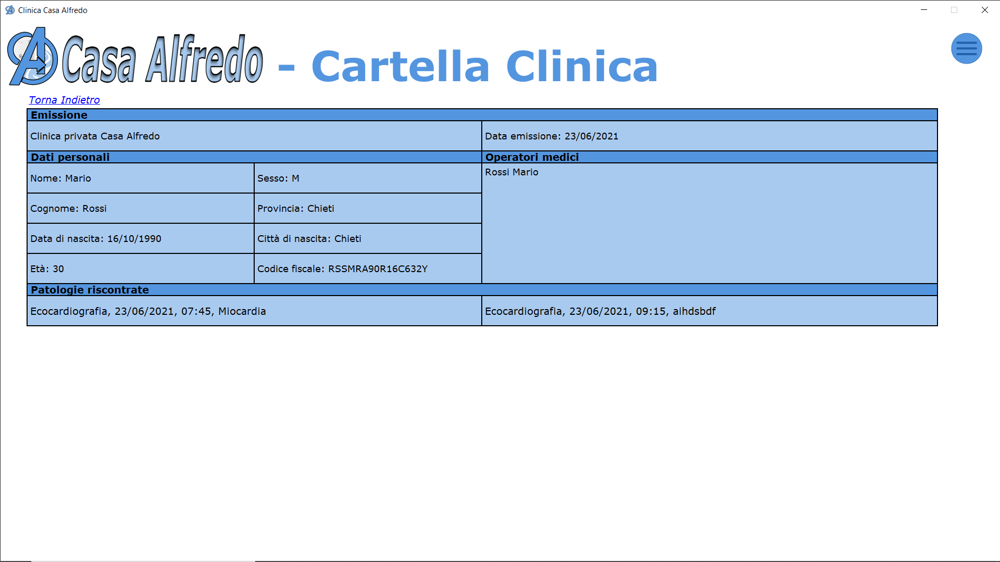 Clinica Casa Alfredo
Casa Alfredo - Cartella Clinica
Torna Indietro
Emissione
Clinica privata Casa Alfredo
Data emissione: 23/06/2021
Dati personali
Operatori medici
Nome: Mario
Sesso: M
Rossi Mario
Cognome: Rossi
Provincia: Chieti
Data di nascita: 16/10/1990
Città di nascita: Chieti
Età: 30
Codice fiscale: RSSMRA90R16C632Y
Patologie riscontrate
Ecocardiografia, 23/06/2021, 07:45, Miocardia
Ecocardiografia, 23/06/2021, 09:15, aihdsbdf